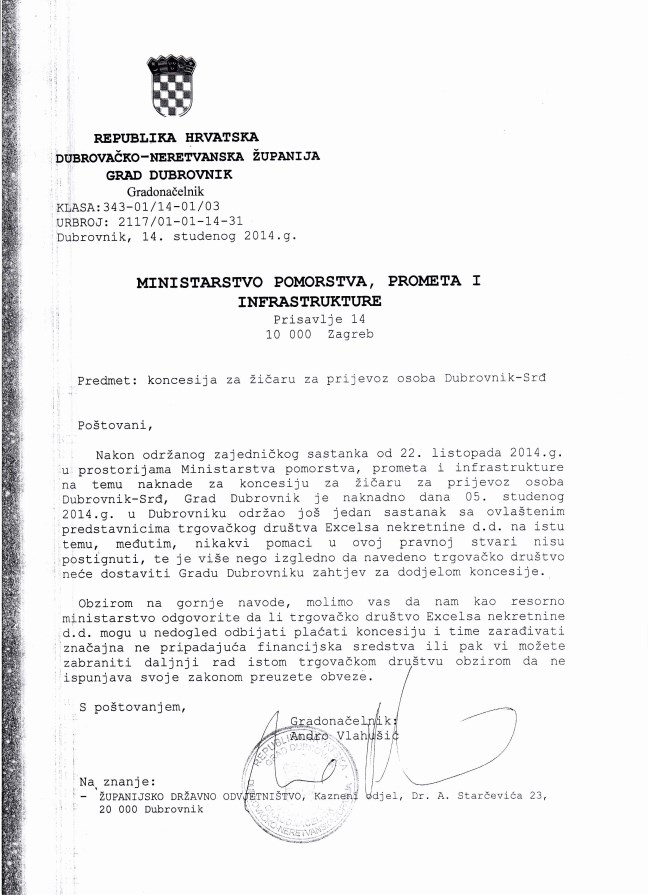 REPUBLIKA HRVATSKA
DUBROVAČKO-NERETVANSKA ŽUPANIJA
GRAD DUBROVNIK
Gradonačelnik
KLASA:343-01/14-01/03
URBROJ: 2117/01-01-14-31
Dubrovnik, 14. studenog 2014.g.
MINISTARSTVO POMORSTVA, PROMETA I
INFRASTRUKTURE
Prisavlje 14
10 000 Zagreb
Predmet: koncesija za žičaru za prijevoz osoba Dubrovnik-Srđ
Poštovani,
Nakon održanog zajedničkog sastanka od 22. listopada 2014.g.
u prostorijama Ministarstva pomorstva, prometa i infrastrukture
na temu naknade za koncesiju za žičaru za prijevoz osoba
Dubrovnik-Srđ, Grad Dubrovnik je naknadno dana 05. studenog
2014.g. u Dubrovniku održao još jedan sastanak sa ovlaštenim
predstavnicima trgovačkog društva Excelsa nekretnine d.d. na istu
temu, međutim, nikakvi pomaci u ovoj pravnoj stvari nisu
postignuti, te je više nego izgledno da navedeno trgovačko društvo
neće dostaviti Gradu Dubrovniku zahtjev za dodjelom koncesije.
Obzirom na gornje navode, molimo vas da nam kao resorno
ministarstvo odgovorite da li trgovačko društvo Excelsa nekretnine
d.d. mogu u nedogled odbijati plaćati koncesiju i time zarađivati
značajna ne pripadajuća financijska sredstva ili pak vi možete
zabraniti daljnji rad istom trgovačkom društvu obzirom da ne
ispunjava svoje zakonom preuzete obveze.
S poštovanjem,
Gradonačelnik:
Andro Vlahušić
Na znanje:
- ŽUPANIJSKO DRŽAVNO ODVJETNIŠTVO, Kazneni odjel, Dr. A. Starčevića 23,
20 000 Dubrovnik